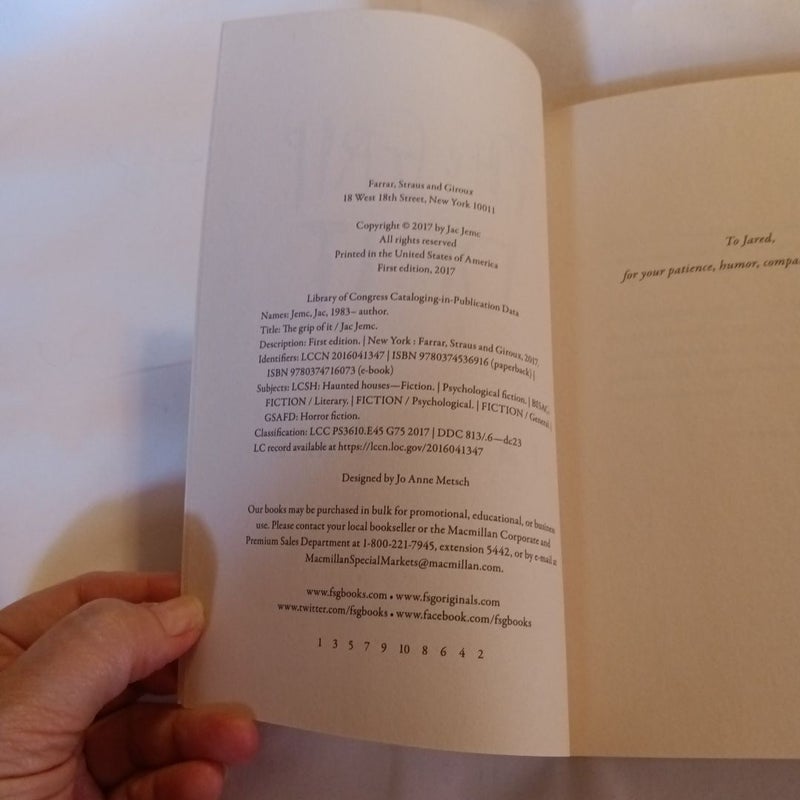 Farrar, Straus and Giroux
18 West 18th Street, New York 10011
Copyright © 2017 by Jac Jemc
All rights reserved
Printed in the United States of America
First edition, 2017
Library of Congress Cataloging-in-Publication Data
Names: Jemc, Jac, 1983– author.
Title: The grip of it / Jac Jemc.
Description: First edition. | New York : Farrar, Straus and Giroux, 2017.
Identifiers: LCCN 2016041347 | ISBN 9780374536916 (paperback) |
ISBN 9780374716073 (e-book)
Subjects: LCSH: Haunted houses—Fiction. | Psychological fiction. | BISAC:
FICTION / Literary. | FICTION / Psychological. | FICTION / General. |
GSAFD: Horror fiction.
Classification: LCC PS3610.E45 G75 2017 | DDC 813/.6—dc23
LC record available at https://lccn.loc.gov/2016041347
Designed by Jo Anne Metsch
Our books may be purchased in bulk for promotional, educational, or business
use. Please contact your local bookseller or the Macmillan Corporate and
Premium Sales Department at 1-800-221-7945, extension 5442, or by e-mail at
MacmillanSpecialMarkets@macmillan.com.
www.fsgbooks.com • www.fsgoriginals.com
www.twitter.com/fsgbooks • www.facebook.com/fsgbooks
1 3 5 7 9 10 8 6 4 2
To Jared,
for your patience, humor, compa